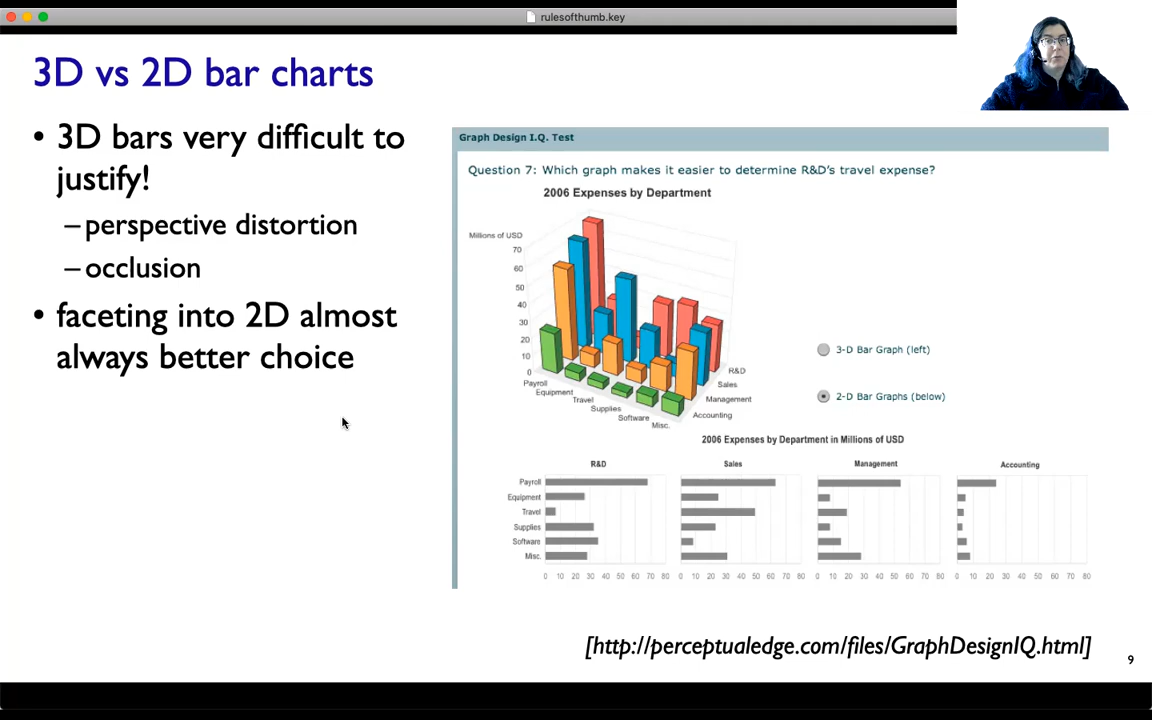 rulesofthumb.key
3D vs 2D bar charts
• 3D bars very difficult to
justify!
– perspective distortion
– occlusion
• faceting into 2D almost
always better choice
Graph Design I.Q. Test
Question 7: Which graph makes it easier to determine R&D's travel expense?
2006 Expenses by Department
Millions of USD
70
60
50
40
30
20
10
0
Payroll
Equipment
Travel
Supplies
Software
Misc.
R&D
Sales
Management
Accounting
3-D Bar Graph (left)
2-D Bar Graphs (below)
2006 Expenses by Department in Millions of USD
R&D Sales Management Accounting
Payroll
Equipment
Travel
Supplies
Software
Misc.
0 10 20 30 40 50 60 70 80 0 10 20 30 40 50 60 70 80 0 10 20 30 40 50 60 70 80 0 10 20 30 40 50 60 70 80
[http://perceptualedge.com/files/GraphDesignIQ.html]
9